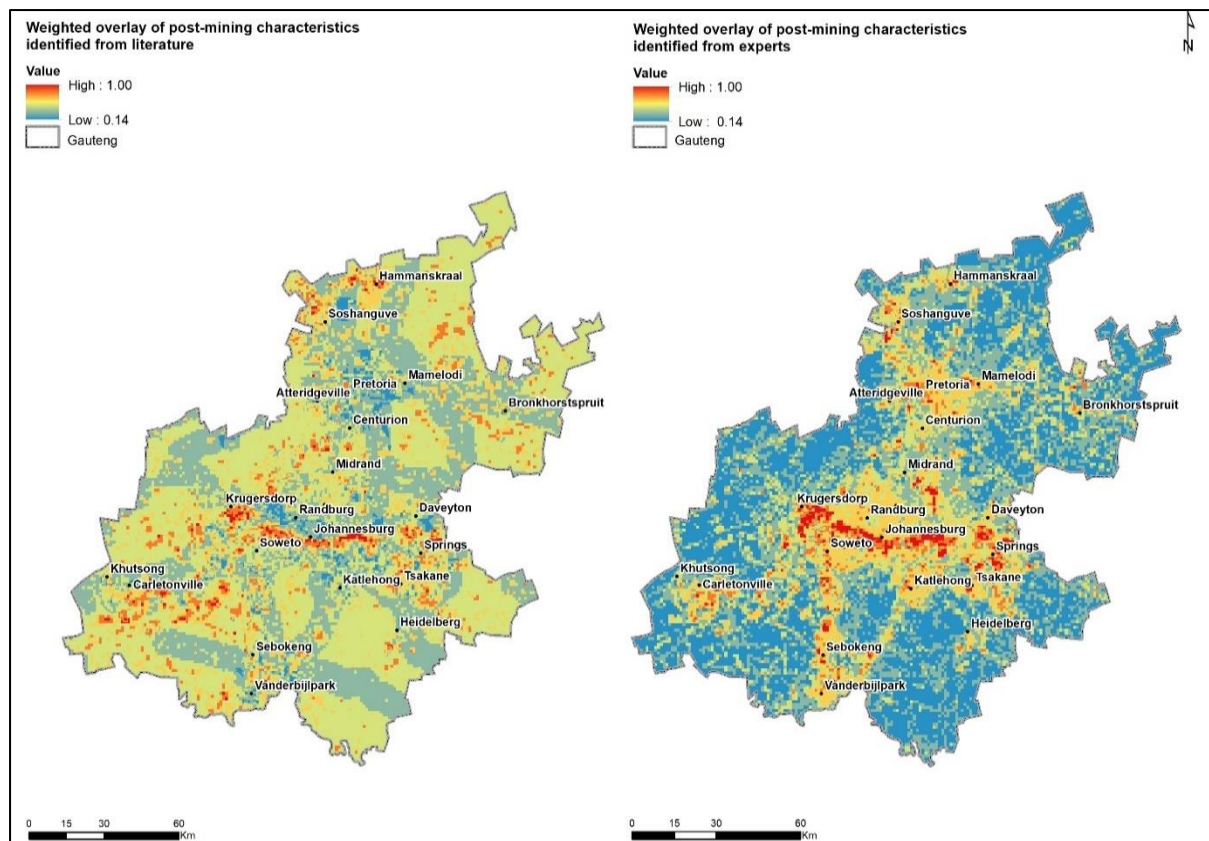 Weighted overlay of post-mining characteristics
identified from literature
Value
High : 1.00
Low : 0.14
Gauteng
Hammanskraal
Soshanguve
Mamelodi
Pretoria
Atteridgeville
Bronkhorstspruit
Centurion
Midrand
Krugersdorp
Randburg
Daveyton
Johannesburg
Soweto
Springs
Khutsong
Carletonville
Katlehong
Tsakane
Heidelberg
Sebokeng
Vanderbijlpark
0 15 30 60
Km
Weighted overlay of post-mining characteristics
identified from experts
N
Value
High : 1.00
Low : 0.14
Gauteng
Hammanskraal
Soshanguve
Mamelodi
Pretoria
Atteridgeville
Bronkhorstspruit
Centurion
Midrand
Krugersdorp
Randburg
Daveyton
Johannesburg
Soweto
Springs
Khutsong
Carletonville
Katlehong
Tsakane
Heidelberg
Sebokeng
Vanderbijlpark
0 15 30 60
Km